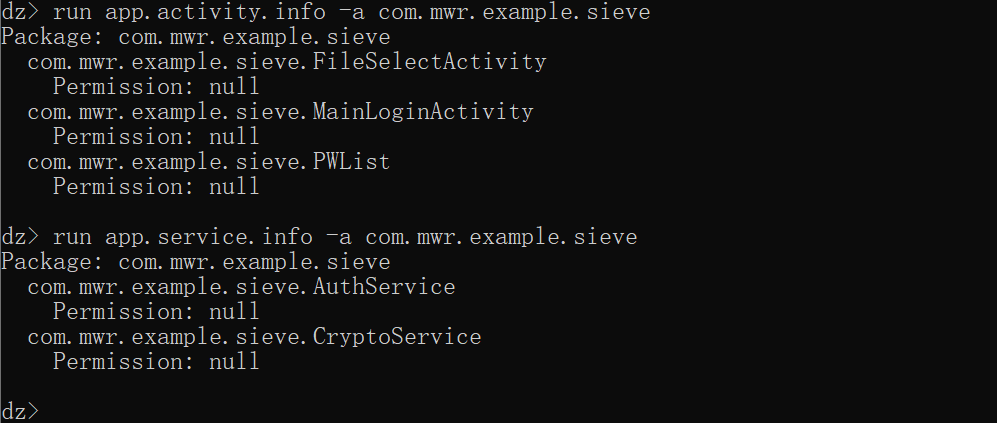 dz> run app.activity.info -a com.mwr.example.sieve
Package: com.mwr.example.sieve
  com.mwr.example.sieve.FileSelectActivity
    Permission: null
  com.mwr.example.sieve.MainLoginActivity
    Permission: null
  com.mwr.example.sieve.PWList
    Permission: null

dz> run app.service.info -a com.mwr.example.sieve
Package: com.mwr.example.sieve
  com.mwr.example.sieve.AuthService
    Permission: null
  com.mwr.example.sieve.CryptoService
    Permission: null

dz>